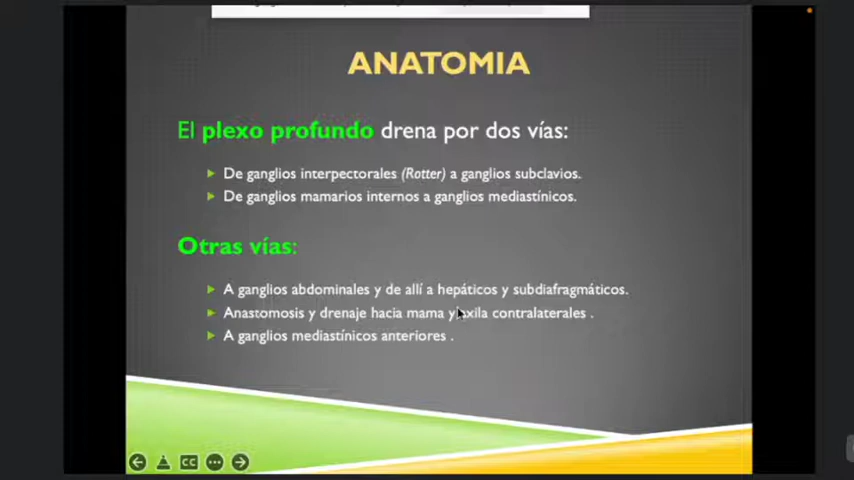 ANATOMIA
El plexo profundo drena por dos vías:
De ganglios interpectorales (Rotter) a ganglios subclavios.
De ganglios mamarios internos a ganglios mediastínicos.
Otras vías:
A ganglios abdominales y de allí a hepáticos y subdiafragmáticos.
Anastomosis y drenaje hacia mama y axila contralaterales .
A ganglios mediastínicos anteriores .
CC